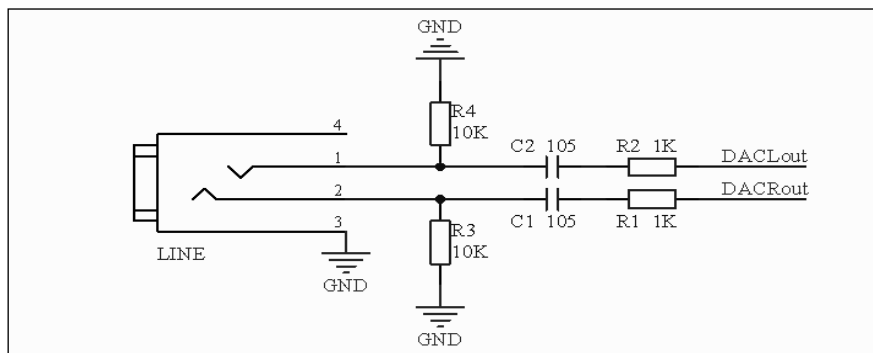 GND
R4
10K
4
C2 105
R2 1K
DACLout
1
2
DACRout
3
R3
10K
C1 105
R1 1K
LINE
GND
GND